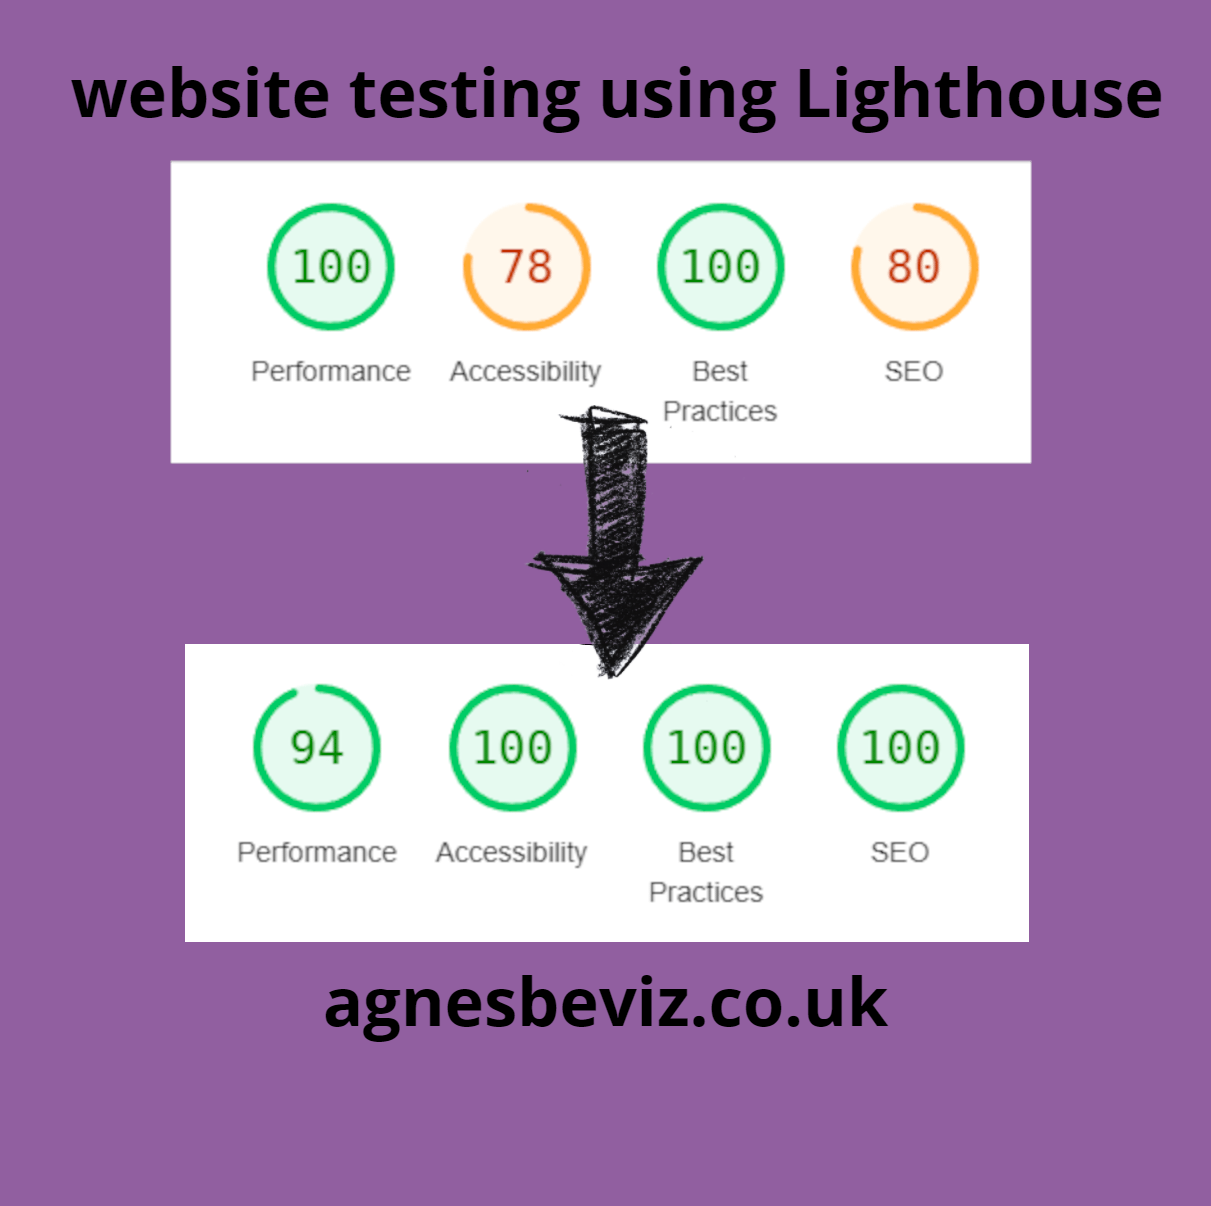 website testing using Lighthouse
100 78 100 80
Performance Accessibility Best SEO
Practices
94 100 100 100
Performance Accessibility Best SEO
Practices
agnesbeviz.co.uk